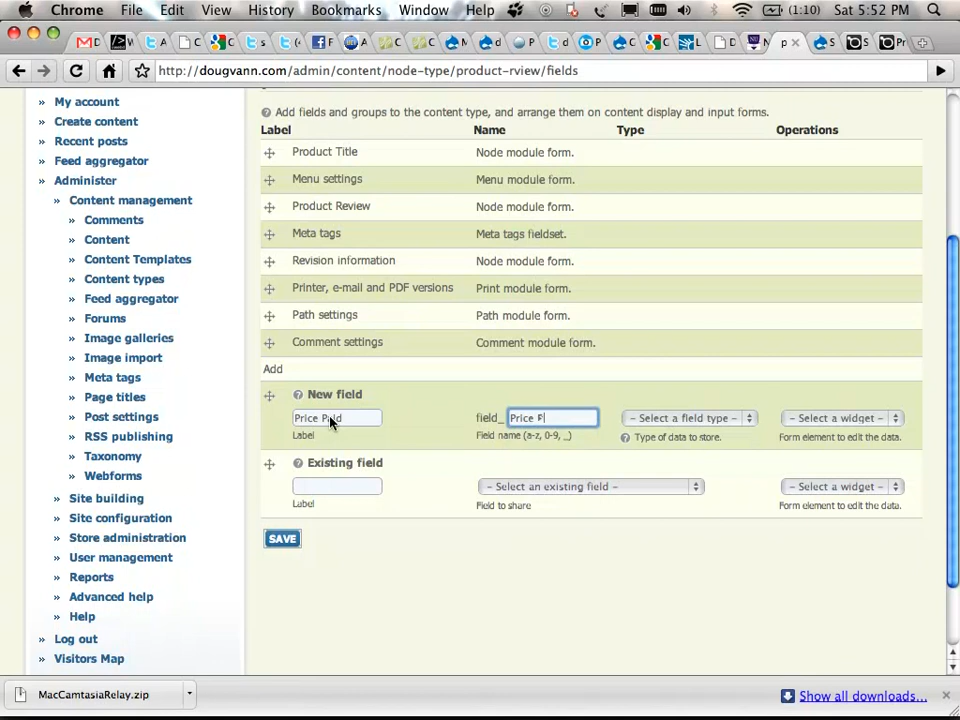 Chrome File Edit View History Bookmarks Window Help (1:10) Sat 5:52 PM
http://dougvann.com/admin/content/node-type/product-rview/fields
» My account
» Create content
» Recent posts
» Feed aggregator
» Administer
» Content management
» Comments
» Content
» Content Templates
» Content types
» Feed aggregator
» Forums
» Image galleries
» Image import
» Meta tags
» Page titles
» Post settings
» RSS publishing
» Taxonomy
» Webforms
» Site building
» Site configuration
» Store administration
» User management
» Reports
» Advanced help
» Help
» Log out
» Visitors Map
Add fields and groups to the content type, and arrange them on content display and input forms.
Label Name Type Operations
Product Title Node module form.
Menu settings Menu module form.
Product Review Node module form.
Meta tags Meta tags fieldset.
Revision information Node module form.
Printer, e-mail and PDF versions Print module form.
Path settings Path module form.
Comment settings Comment module form.
Add
New field
Price Paid field_ Price P - Select a field type - - Select a widget -
Label Field name (a-z, 0-9, _) Type of data to store. Form element to edit the data.
Existing field
- Select an existing field - - Select a widget -
Label Field to share Form element to edit the data.
SAVE
MacCamtasiaRelay.zip Show all downloads...